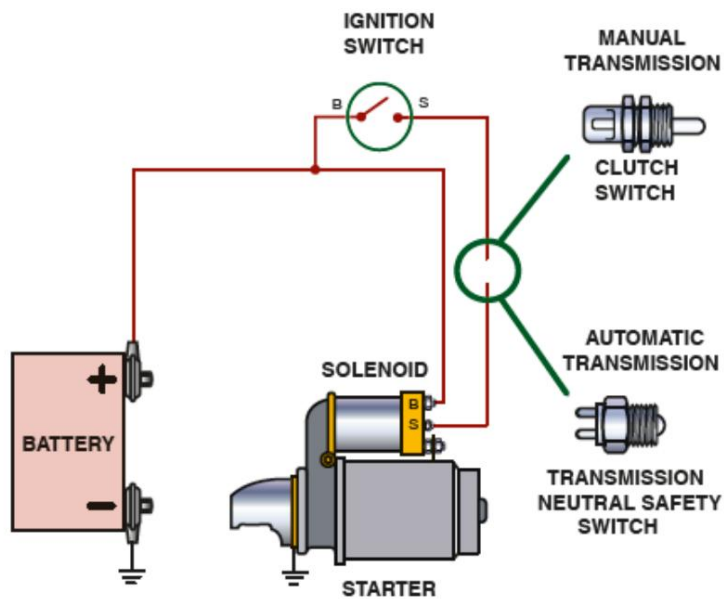 IGNITION
SWITCH
B
S
MANUAL
TRANSMISSION
CLUTCH
SWITCH
AUTOMATIC
TRANSMISSION
SOLENOID
B
S
+
BATTERY
-
TRANSMISSION
NEUTRAL SAFETY
SWITCH
STARTER